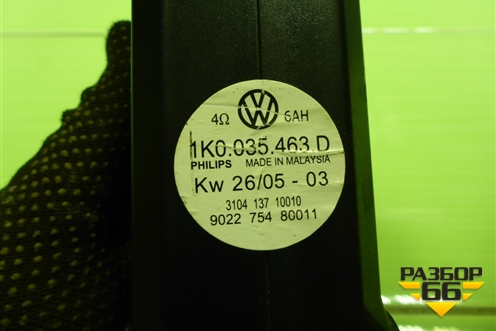 4Ω 6AH
1K0.035.463.D
PHILIPS MADE IN MALAYSIA
Kw 26/05 - 03
3104 137 10010
9022 754 80011
РАЗБОР
66